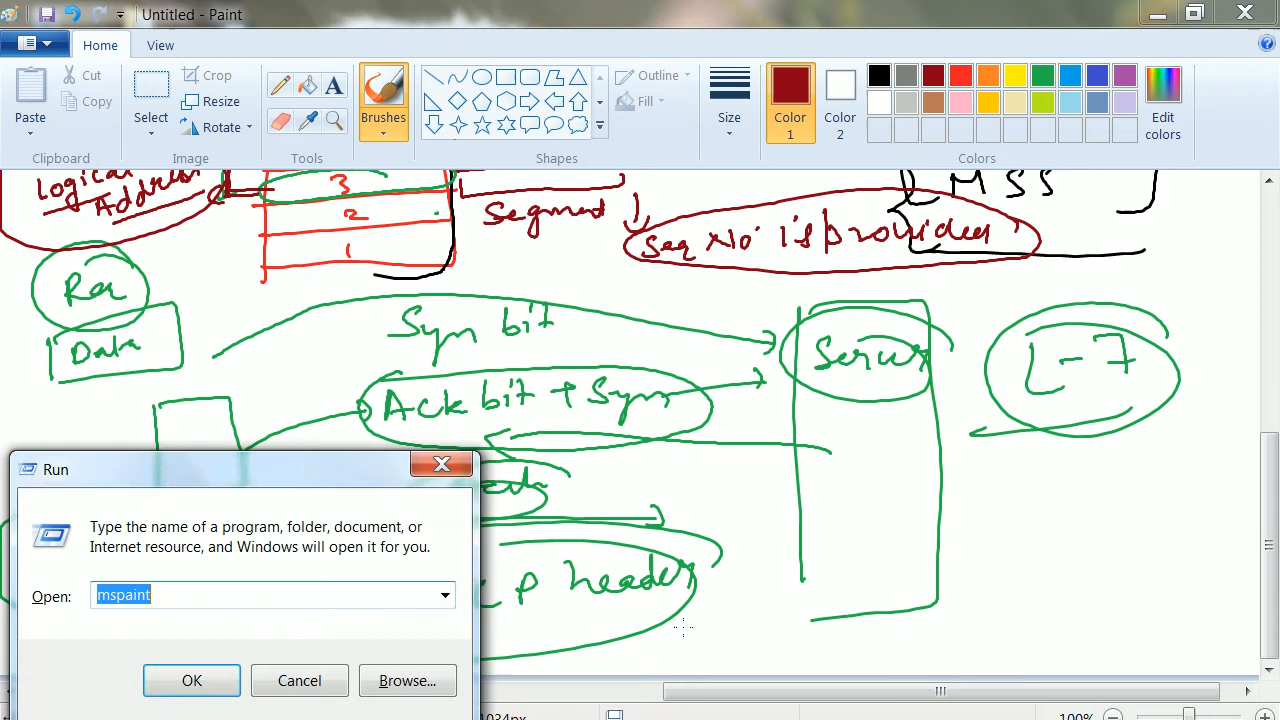 Untitled - Paint
Home
View
Paste
Cut
Copy
Clipboard
Select
Crop
Resize
Rotate
Image
Tools
Brushes
Shapes
Outline
Fill
Size
Color
1
Color
2
Edit
colors
Colors
Logical
Address
3
2
1
Segment
Seq No. is provided
MSS
Data
Syn bit
Server
L-7
Ack bit + Syn
P header
Run
Type the name of a program, folder, document, or
Internet resource, and Windows will open it for you.
Open:
mspaint
OK
Cancel
Browse...
1034px
100%